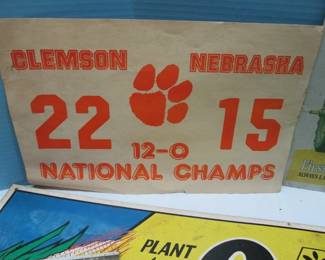 CLEMSON NEBRASKA
22 15
12-0
NATIONAL CHAMPS
PLANT